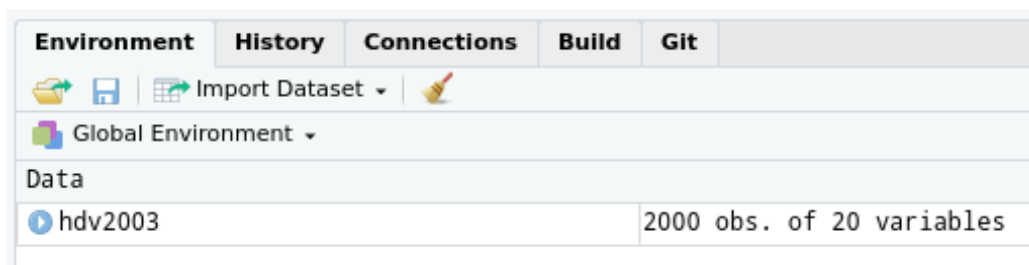 Environment History Connections Build Git
Import Dataset
Global Environment
Data
hdv2003 2000 obs. of 20 variables